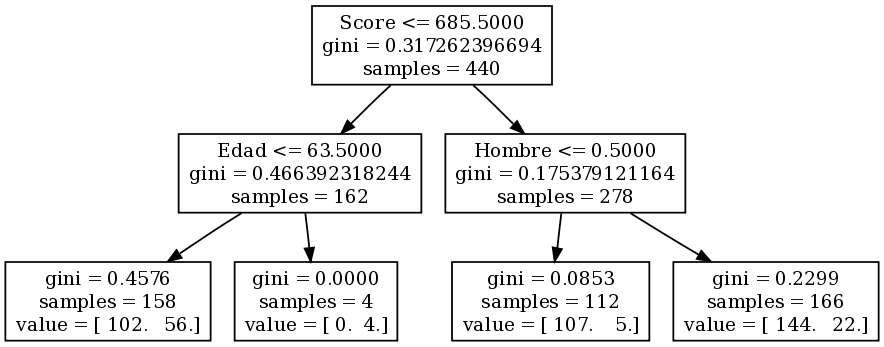 Score <= 685.5000
gini = 0.317262396694
samples = 440
Edad <= 63.5000
gini = 0.466392318244
samples = 162
Hombre <= 0.5000
gini = 0.175379121164
samples = 278
gini = 0.4576
samples = 158
value = [ 102.   56.]
gini = 0.0000
samples = 4
value = [ 0.  4.]
gini = 0.0853
samples = 112
value = [ 107.    5.]
gini = 0.2299
samples = 166
value = [ 144.   22.]